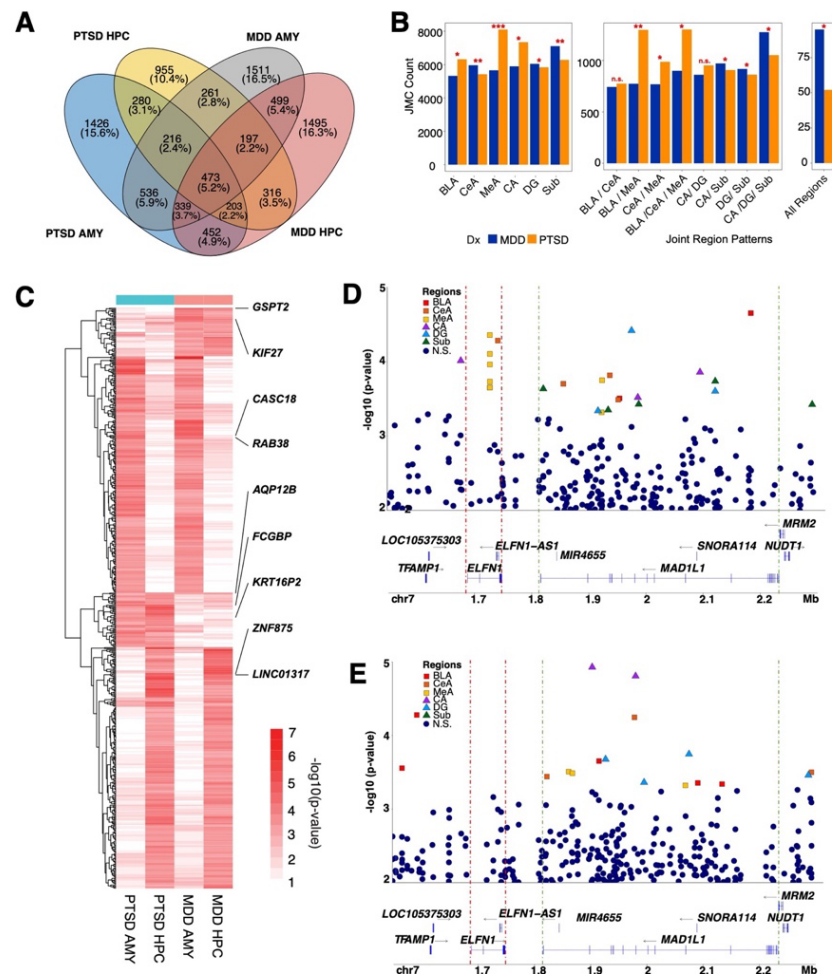 A
PTSD HPC
MDD AMY
955
(10.4%)
1511
(16.5%)
280
(3.1%)
261
(2.8%)
499
(5.4%)
1426
(15.6%)
1495
(16.3%)
216
(2.4%)
197
(2.2%)
473
(5.2%)
536
(5.9%)
339
(3.7%)
203
(2.2%)
316
(3.5%)
452
(4.9%)
PTSD AMY
MDD HPC
B
JMC Count
8000
6000
4000
2000
0
* ** *** * * **
BLA
CeA
MeA
CA
DG
Sub
1000
500
0
n.s. ** * * n.s. * * *
BLA / CeA
BLA / MeA
CeA / MeA
BLA /CeA / MeA
CA/ DG
CA/ Sub
DG/ Sub
CA /DG/ Sub
75
50
25
0
*
All Regions
Dx MDD PTSD
Joint Region Patterns
C
GSPT2
KIF27
CASC18
RAB38
AQP12B
FCGBP
KRT16P2
ZNF875
LINC01317
7
6
5
4
3
2
1
-log10(p-value)
PTSD AMY
PTSD HPC
MDD AMY
MDD HPC
D
5
4
3
2
2
-log10 (p-value)
Regions
BLA
CeA
MeA
CA
DG
Sub
N.S.
MRM2
LOC105375303
ELFN1-AS1
MIR4655
SNORA114
NUDT1
TFAMP1
ELFN1
MAD1L1
chr7
1.7
1.8
1.9
2
2.1
2.2
Mb
E
5
4
3
2
-log10 (p-value)
Regions
BLA
CeA
MeA
CA
DG
Sub
N.S.
MRM2
LOC105375303
ELFN1-AS1
MIR4655
SNORA114
NUDT1
TFAMP1
ELFN1
MAD1L1
chr7
1.7
1.8
1.9
2
2.1
2.2
Mb